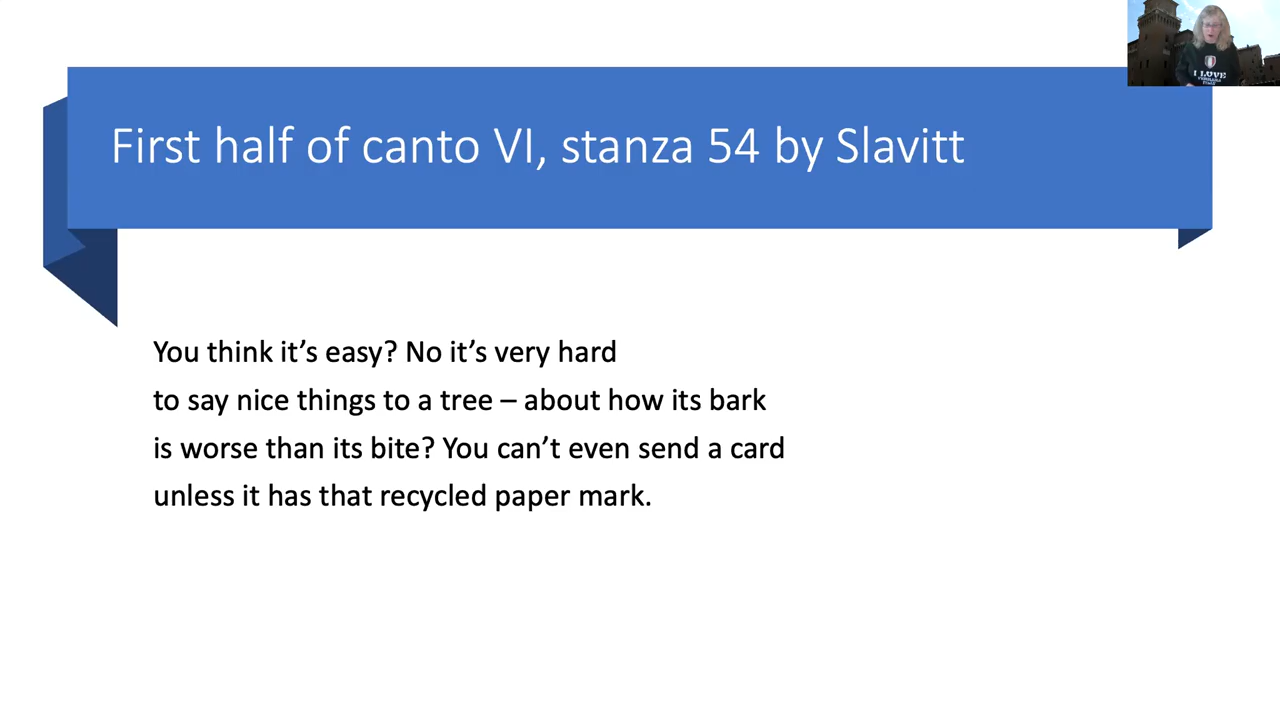 First half of canto VI, stanza 54 by Slavitt
You think it’s easy? No it’s very hard
to say nice things to a tree – about how its bark
is worse than its bite? You can’t even send a card
unless it has that recycled paper mark.
I LOVE